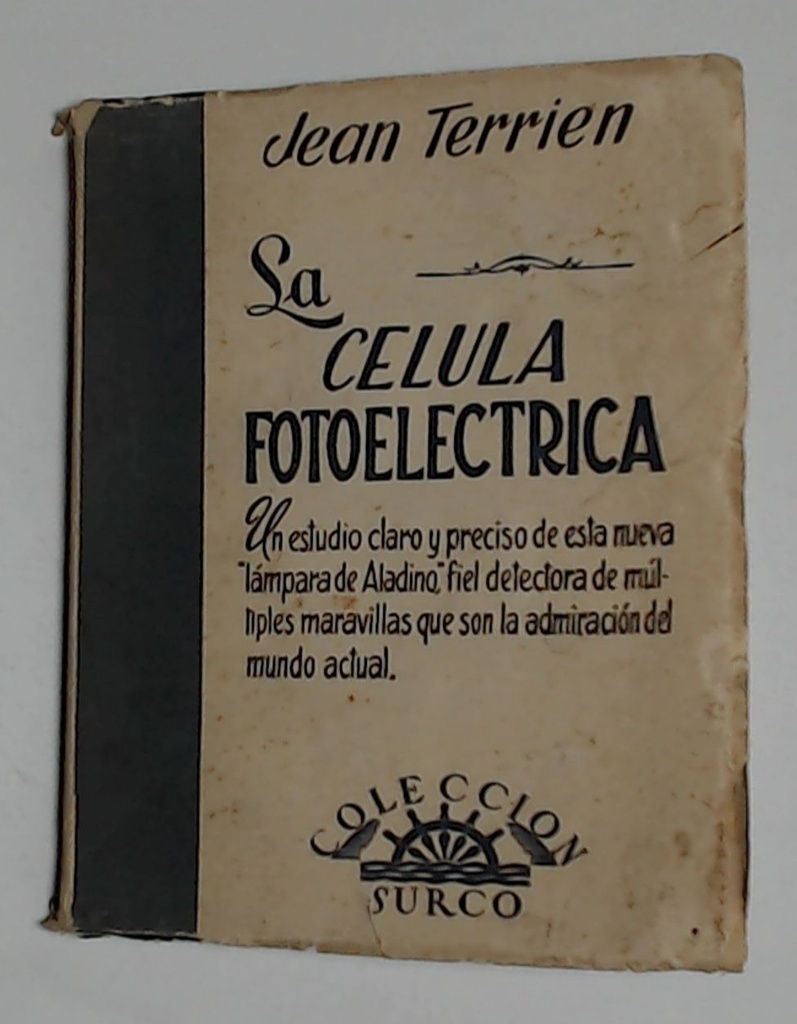 Jean Terrien
La
CELULA
FOTOELECTRICA
Un estudio claro y preciso de esta nueva
"lámpara de Aladino," fiel detectora de múl-
tiples maravillas que son la admiración del
mundo actual.
COLECCION
SURCO